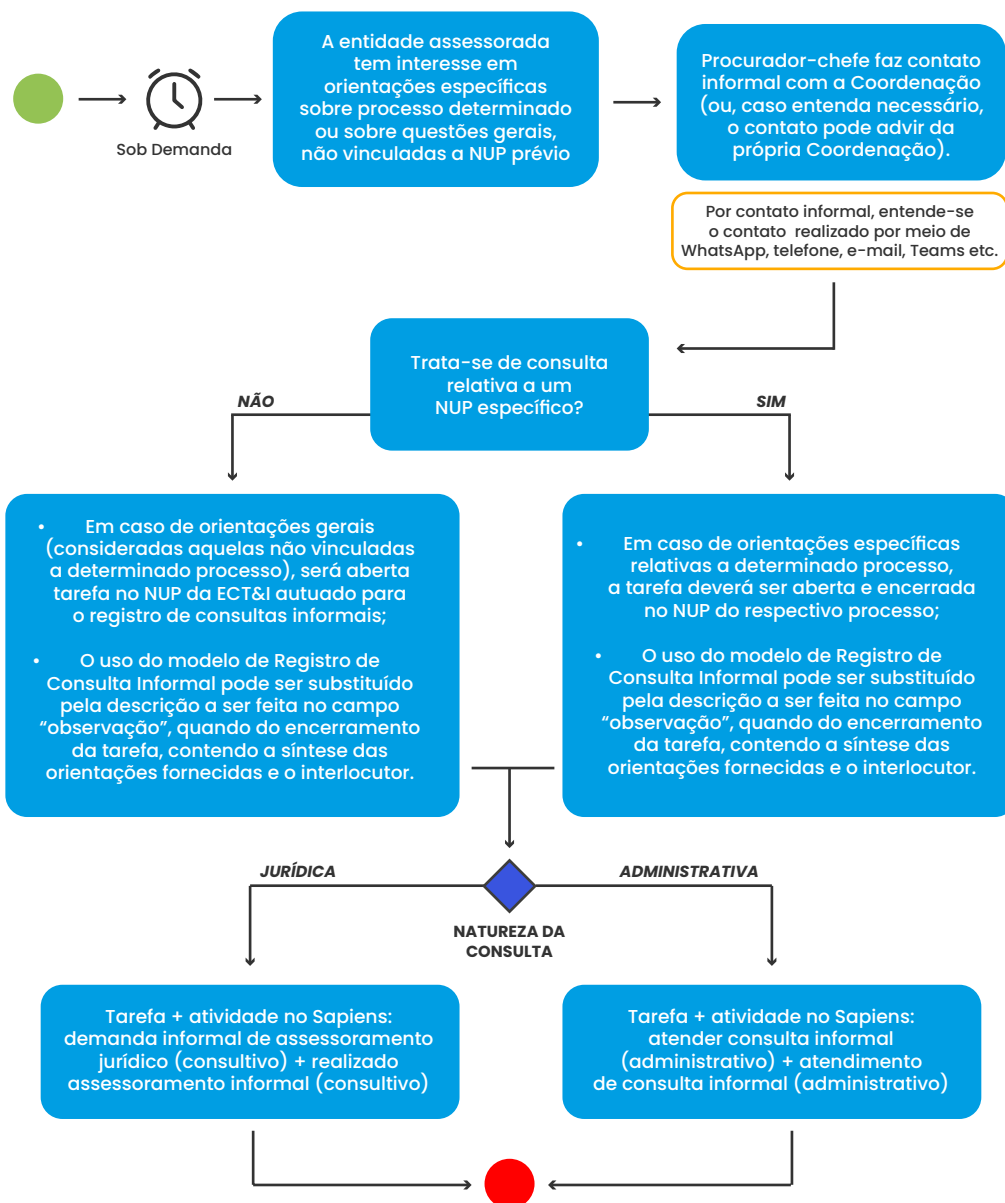 Sob Demanda
A entidade assessorada
tem interesse em
orientações específicas
sobre processo determinado
ou sobre questões gerais,
não vinculadas a NUP prévio
Procurador-chefe faz contato
informal com a Coordenação
(ou, caso entenda necessário,
o contato pode advir da
própria Coordenação).
Por contato informal, entende-se
o contato realizado por meio de
WhatsApp, telefone, e-mail, Teams etc.
Trata-se de consulta
relativa a um
NUP específico?
NÃO
SIM
• Em caso de orientações gerais
(consideradas aquelas não vinculadas
a determinado processo), será aberta
tarefa no NUP da ECT&I autuado para
o registro de consultas informais;
• O uso do modelo de Registro de
Consulta Informal pode ser substituído
pela descrição a ser feita no campo
“observação”, quando do encerramento
da tarefa, contendo a síntese das
orientações fornecidas e o interlocutor.
• Em caso de orientações específicas
relativas a determinado processo,
a tarefa deverá ser aberta e encerrada
no NUP do respectivo processo;
• O uso do modelo de Registro de
Consulta Informal pode ser substituído
pela descrição a ser feita no campo
“observação”, quando do encerramento
da tarefa, contendo a síntese das
orientações fornecidas e o interlocutor.
JURÍDICA
ADMINISTRATIVA
NATUREZA DA
CONSULTA
Tarefa + atividade no Sapiens:
demanda informal de assessoramento
jurídico (consultivo) + realizado
assessoramento informal (consultivo)
Tarefa + atividade no Sapiens:
atender consulta informal
(administrativo) + atendimento
de consulta informal (administrativo)